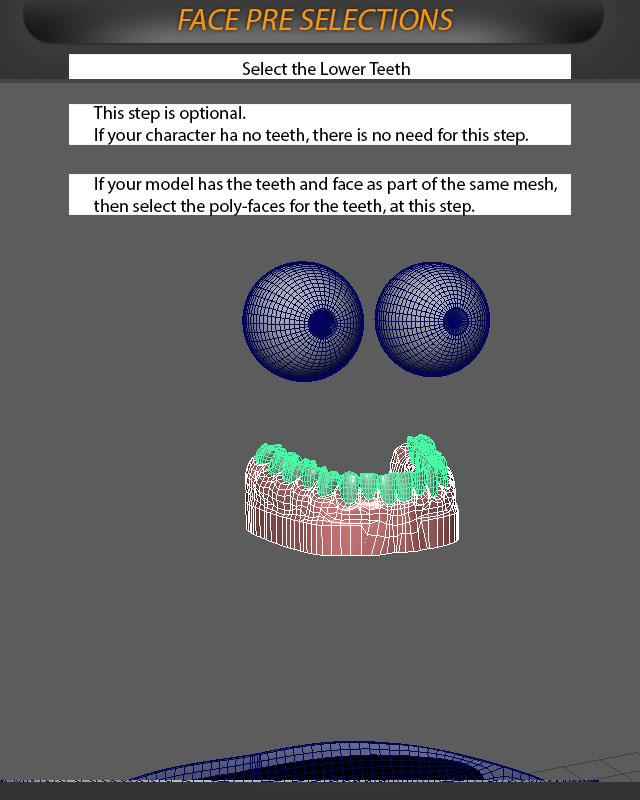 FACE PRE SELECTIONS
Select the Lower Teeth
This step is optional.
If your character ha no teeth, there is no need for this step.
If your model has the teeth and face as part of the same mesh,
then select the poly-faces for the teeth, at this step.